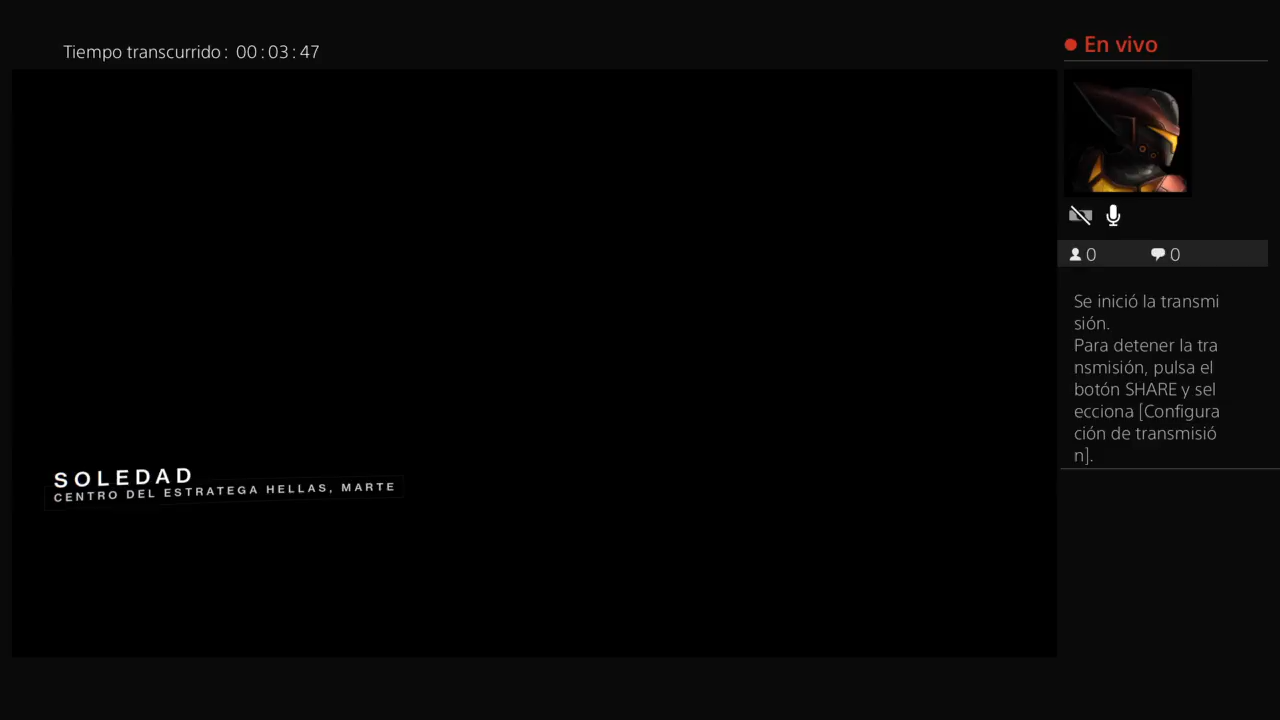 Tiempo transcurrido: 00:03:47
En vivo
SOLEDAD
CENTRO DEL ESTRATEGA HELLAS, MARTE
0 0
Se inició la transmi
sión.
Para detener la tra
nsmisión, pulsa el
botón SHARE y sel
ecciona [Configura
ción de transmisió
n].